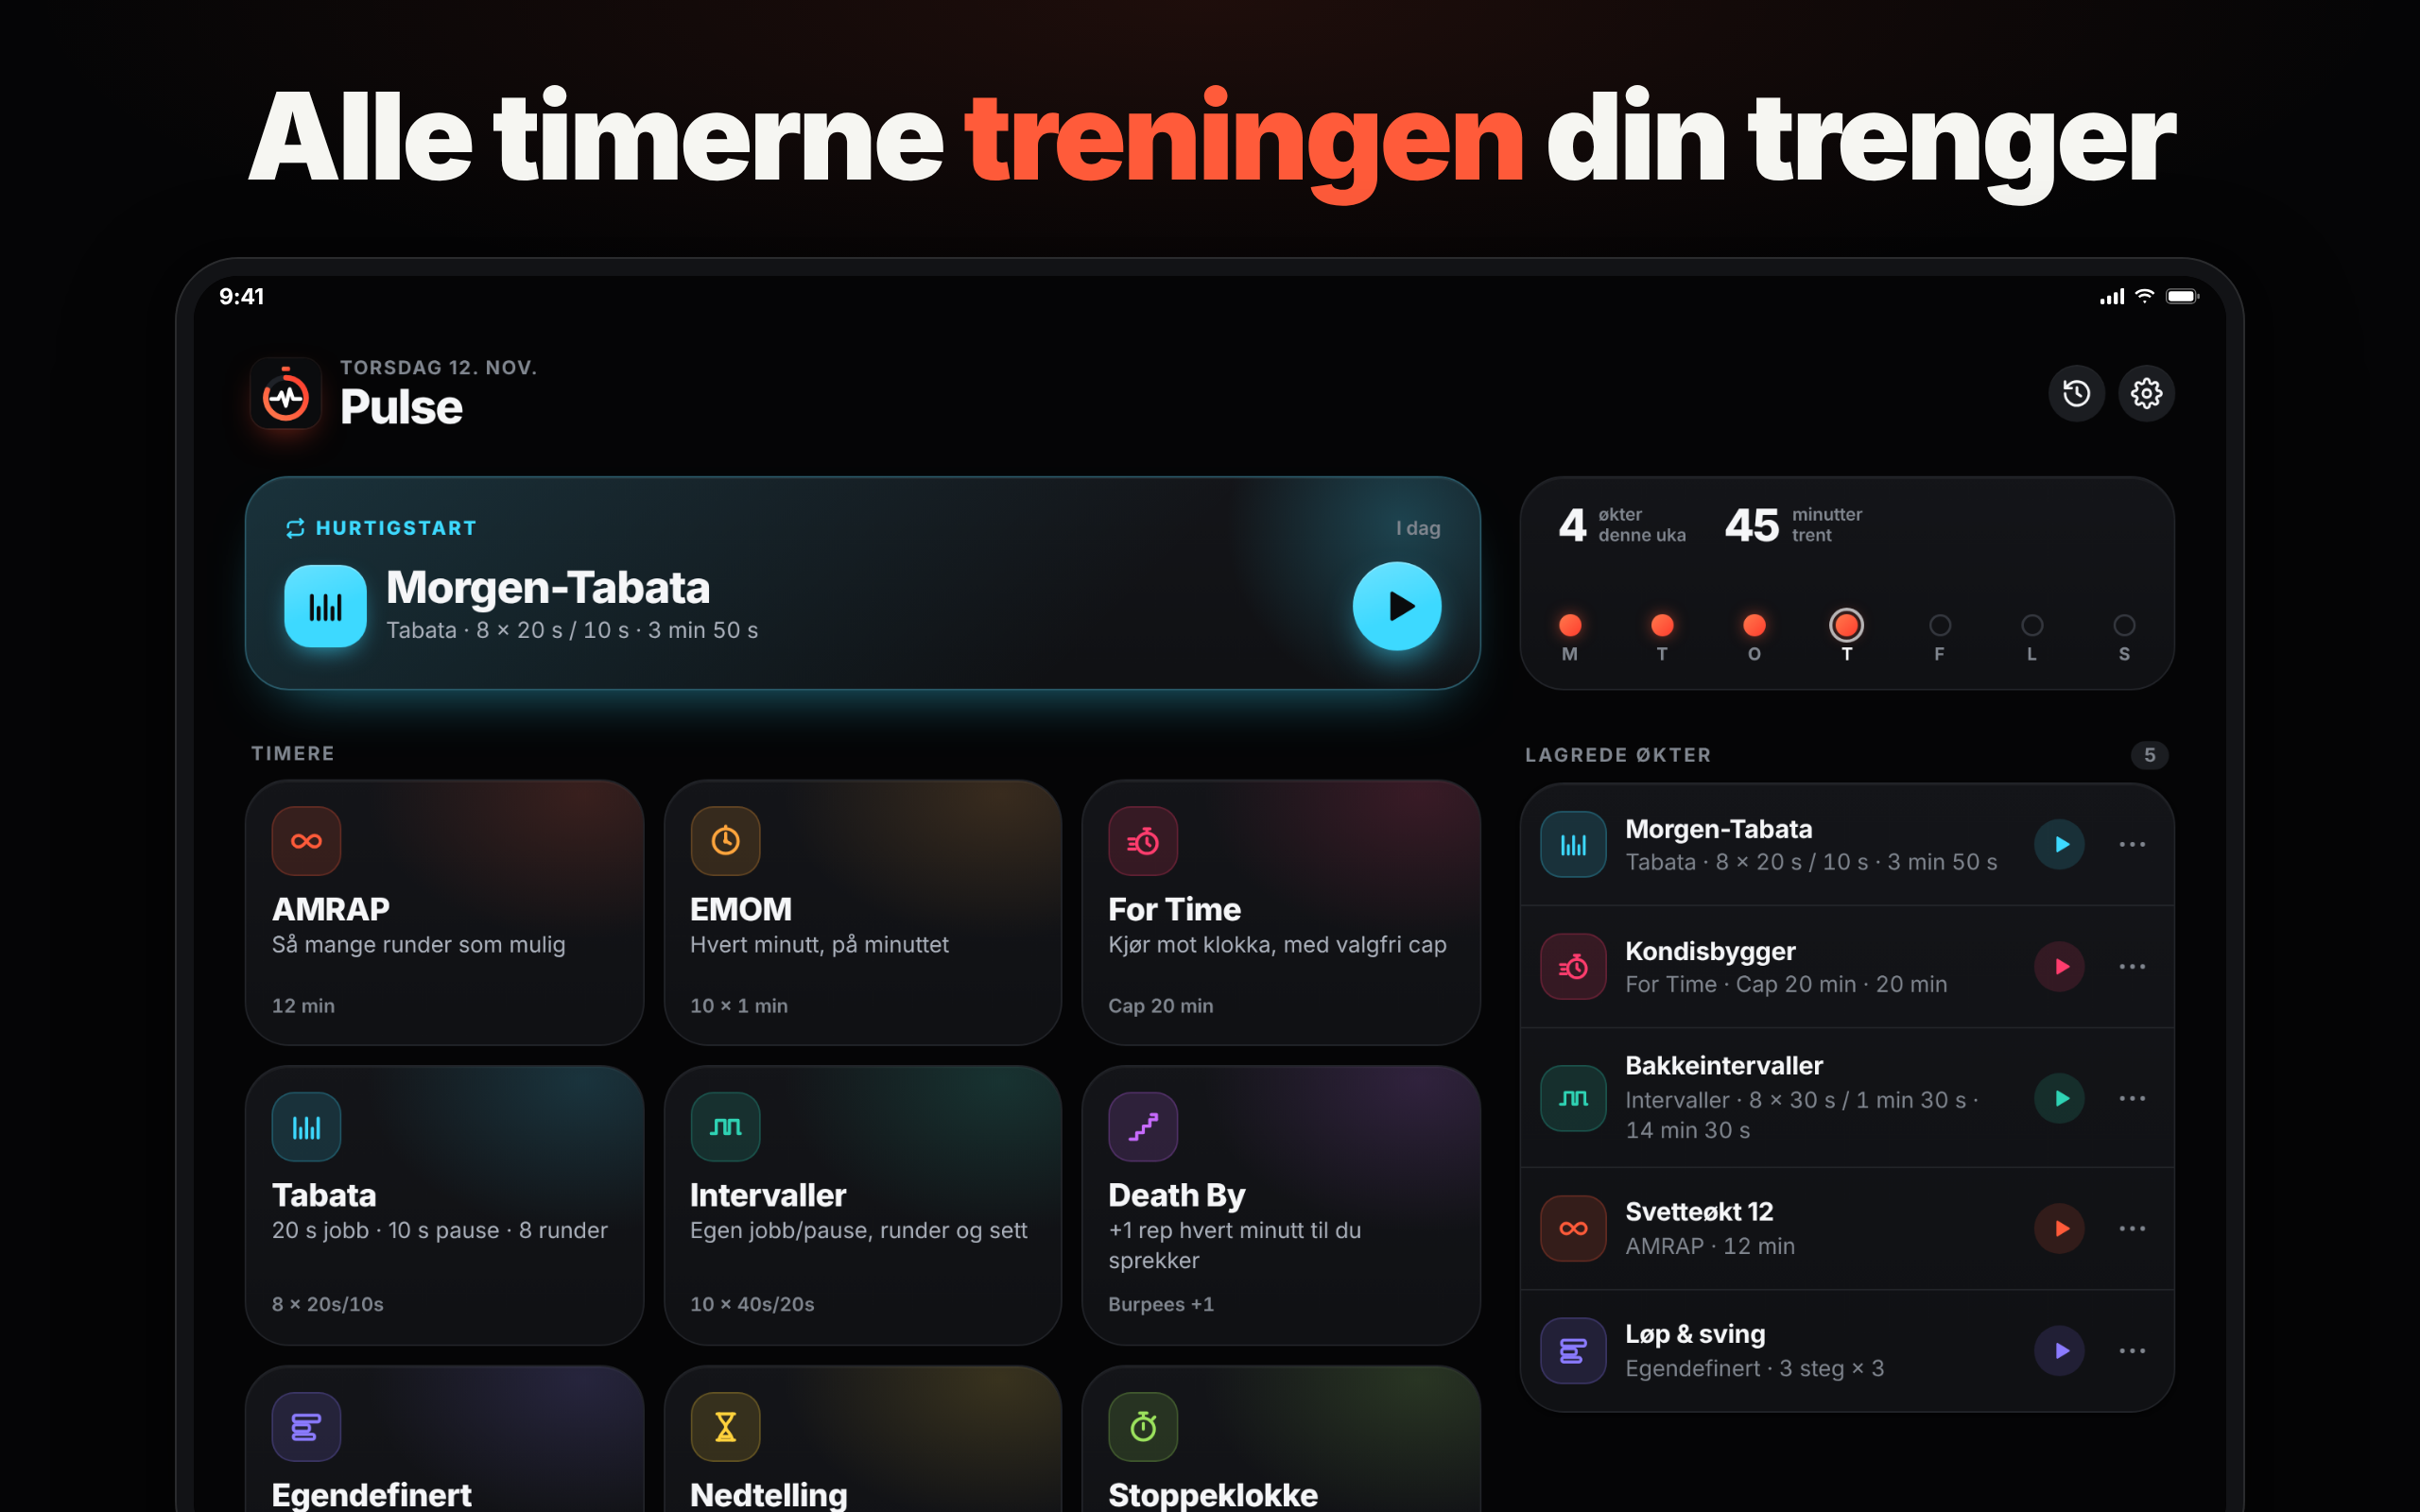 Alle timerne treningen din trenger
9:41
TORSDAG 12. NOV.
Pulse
HURTIGSTART
I dag
Morgen-Tabata
Tabata · 8 × 20 s / 10 s · 3 min 50 s
4 økter denne uka
45 minutter trent
M T O T F L S
TIMERE
AMRAP
Så mange runder som mulig
12 min
EMOM
Hvert minutt, på minuttet
10 × 1 min
For Time
Kjør mot klokka, med valgfri cap
Cap 20 min
Tabata
20 s jobb · 10 s pause · 8 runder
8 × 20s/10s
Intervaller
Egen jobb/pause, runder og sett
10 × 40s/20s
Death By
+1 rep hvert minutt til du
sprekker
Burpees +1
Egendefinert
Nedtelling
Stoppeklokke
LAGREDE ØKTER
5
Morgen-Tabata
Tabata · 8 × 20 s / 10 s · 3 min 50 s
Kondisbygger
For Time · Cap 20 min · 20 min
Bakkeintervaller
Intervaller · 8 × 30 s / 1 min 30 s ·
14 min 30 s
Svetteøkt 12
AMRAP · 12 min
Løp & sving
Egendefinert · 3 steg × 3